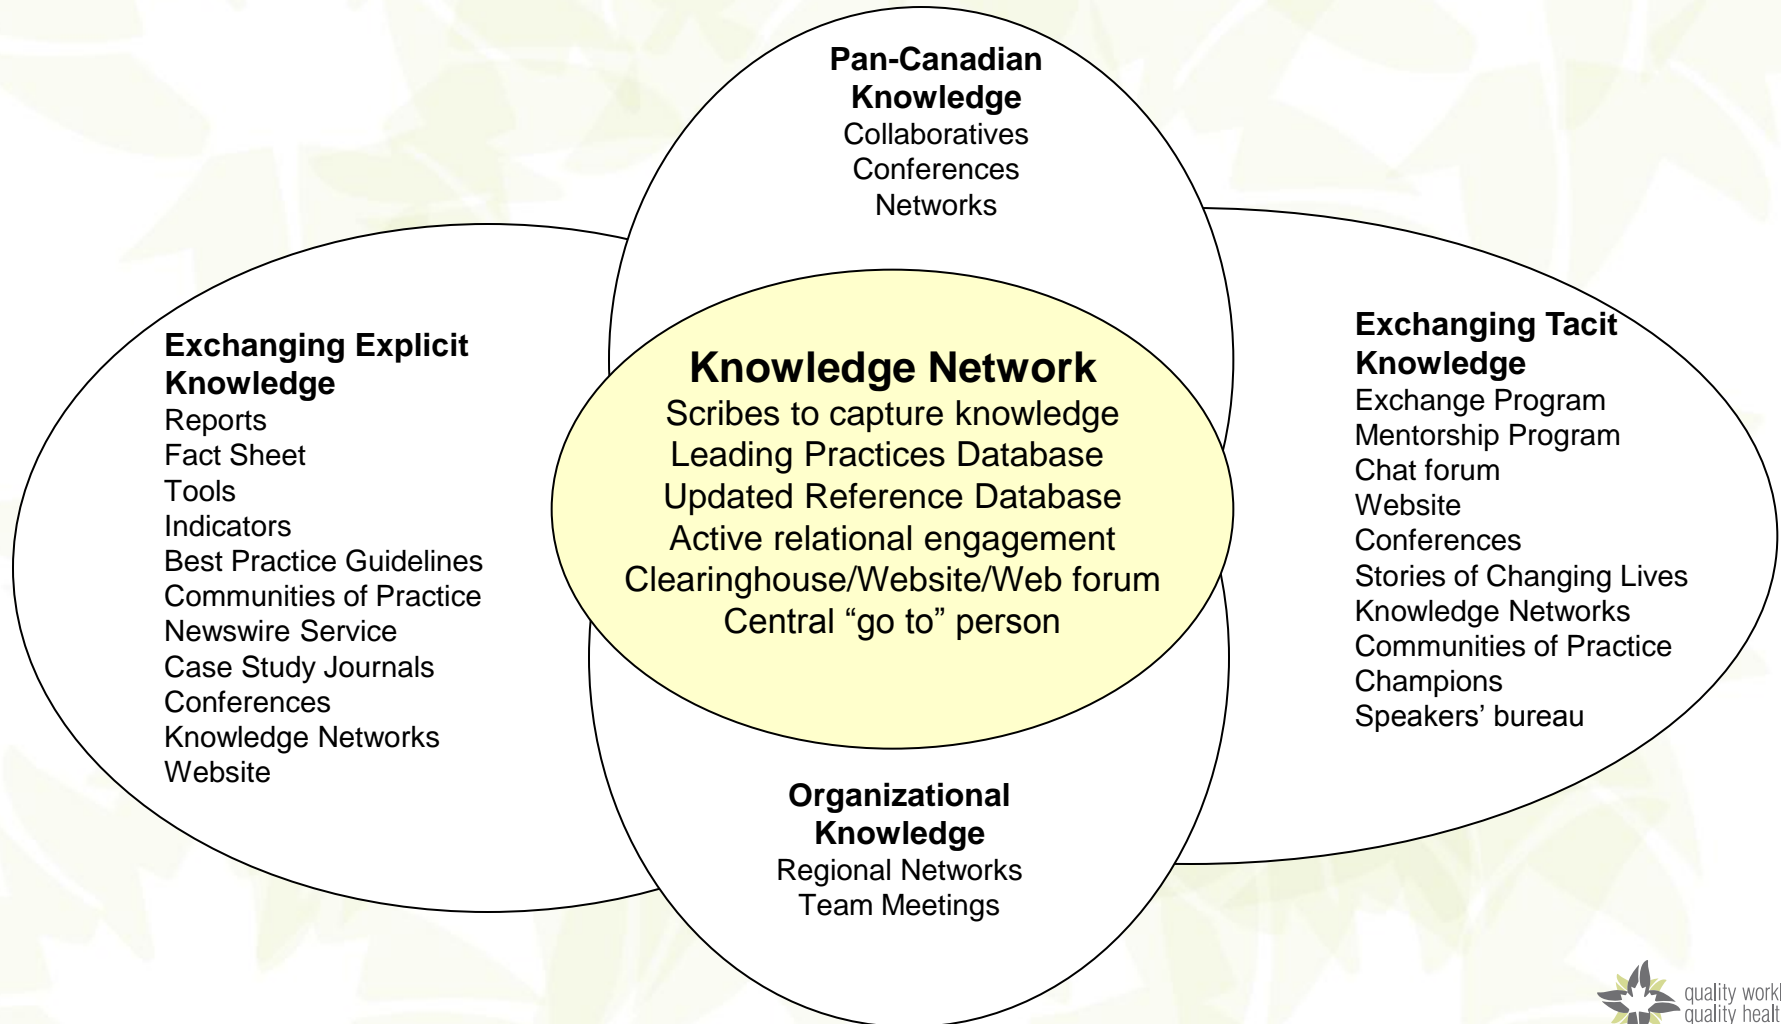 Pan-Canadian
Knowledge
Collaboratives
Conferences
Networks
Exchanging Explicit
Knowledge
Reports
Fact Sheet
Tools
Indicators
Best Practice Guidelines
Communities of Practice
Newswire Service
Case Study Journals
Conferences
Knowledge Networks
Website
Knowledge Network
Scribes to capture knowledge
Leading Practices Database
Updated Reference Database
Active relational engagement
Clearinghouse/Website/Web forum
Central “go to” person
Exchanging Tacit
Knowledge
Exchange Program
Mentorship Program
Chat forum
Website
Conferences
Stories of Changing Lives
Knowledge Networks
Communities of Practice
Champions
Speakers’ bureau
Organizational
Knowledge
Regional Networks
Team Meetings
quality
quality